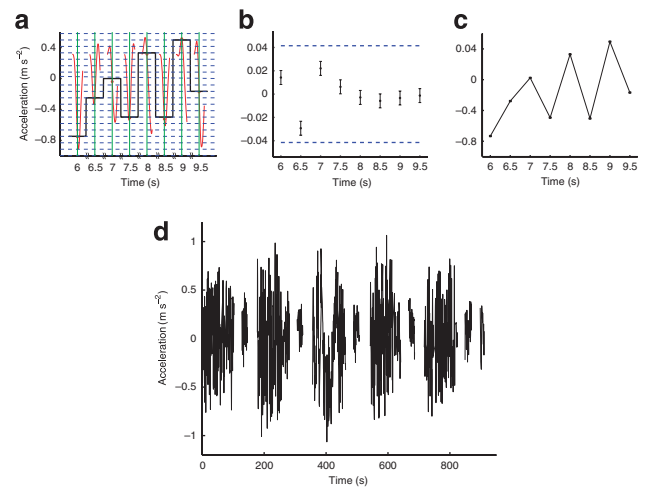 a
Acceleration (m s⁻²)
0.4
0
−0.4
−0.8
6 6.5 7 7.5 8 8.5 9 9.5
Time (s)
b
0.04
0.02
0
−0.02
−0.04
6 6.5 7 7.5 8 8.5 9 9.5
Time (s)
c
0.04
0
−0.4
−0.8
6 6.5 7 7.5 8 8.5 9 9.5
Time (s)
d
Acceleration (m s⁻²)
1
0.5
0
−0.5
−1
0 200 400 600 800
Time (s)